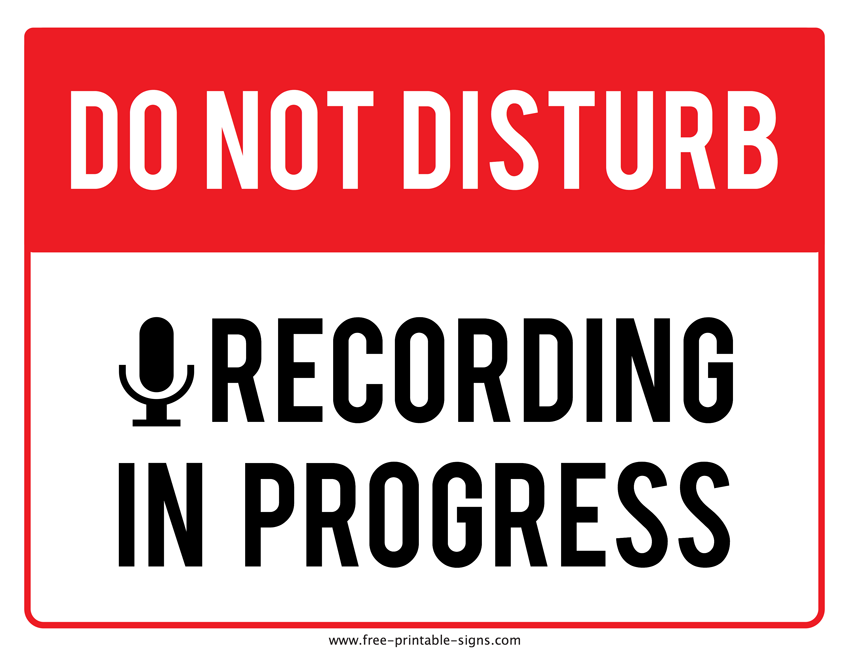 DO NOT DISTURB
RECORDING
IN PROGRESS
www.free-printable-signs.com